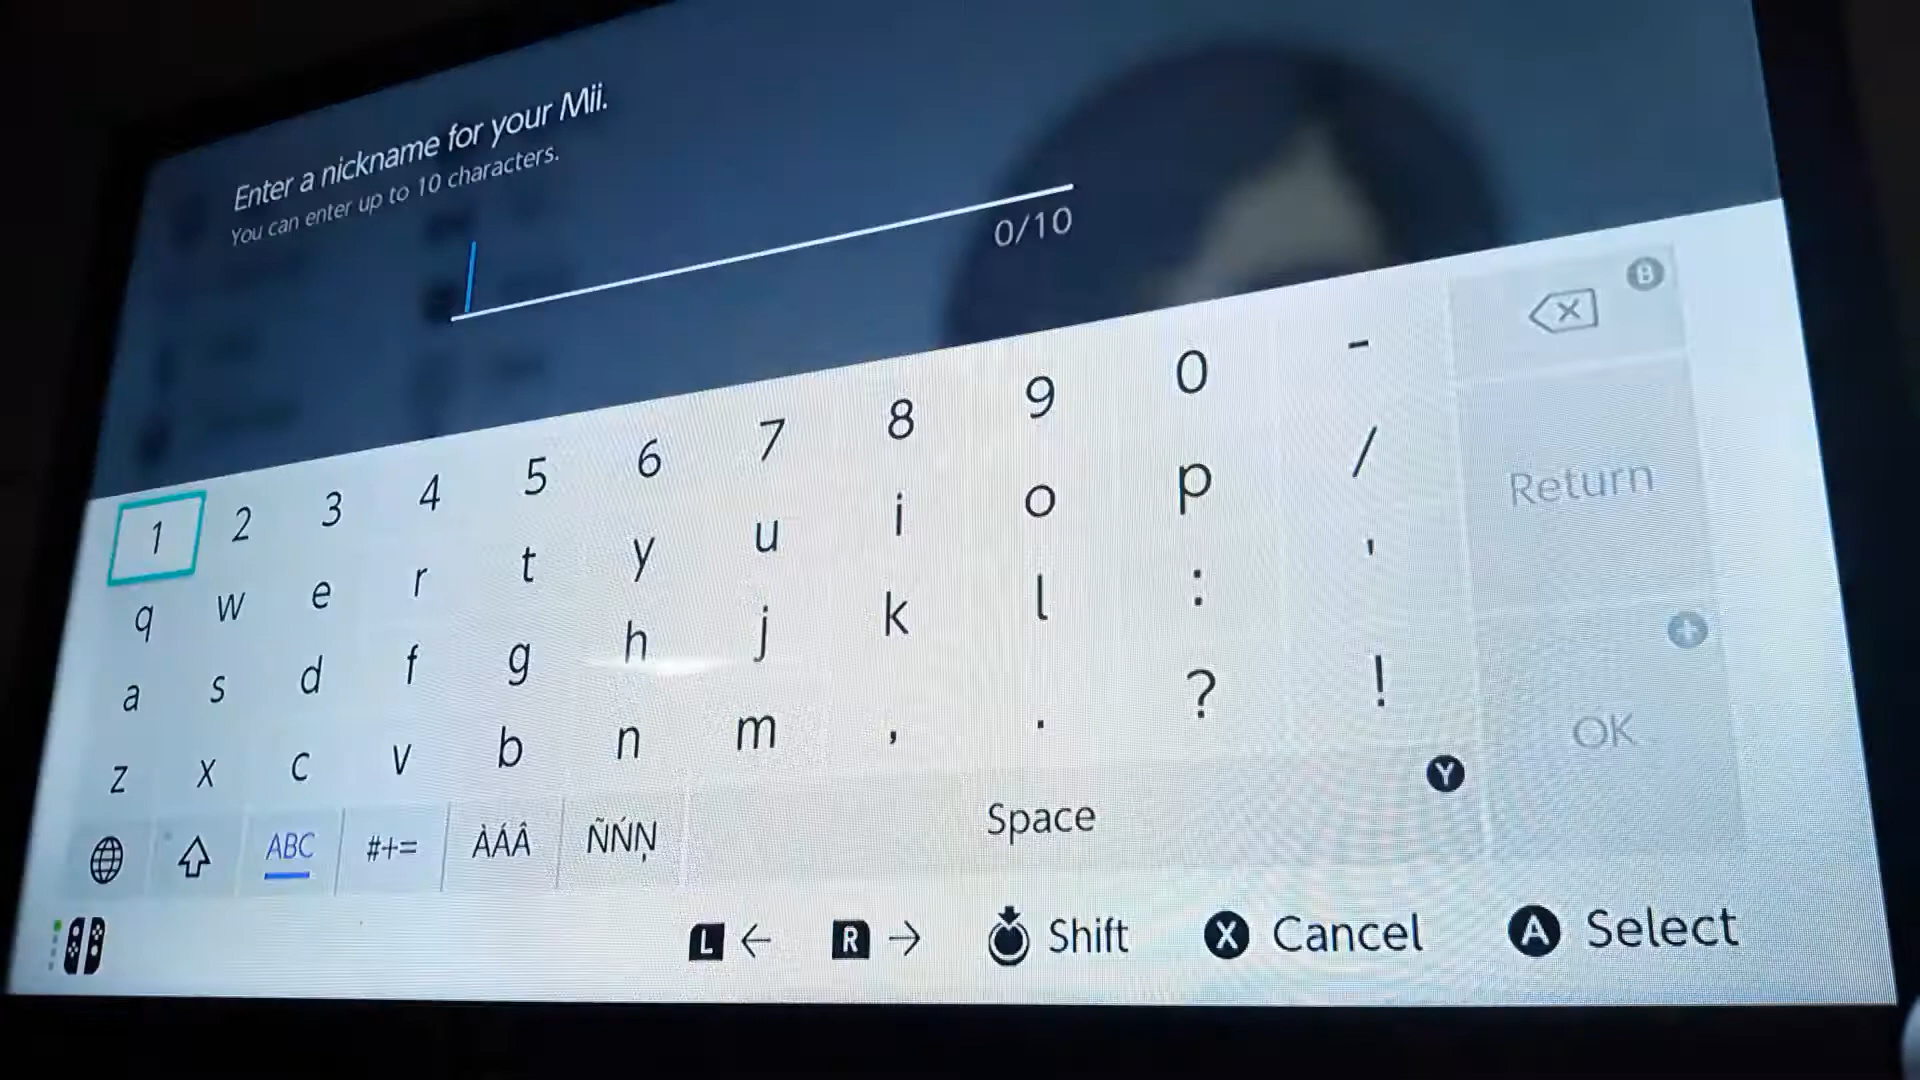 Enter a nickname for your Mii.
You can enter up to 10 characters.
0/10
1 2 3 4 5 6 7 8 9 0 -
B
q w e r t y u i o p /
Return
a s d f g h j k l : '
+
z x c v b n m , . ? !
OK
ABC #+= ÀÁÂ ÑŃŅ Space Y
L ← R → Shift X Cancel A Select